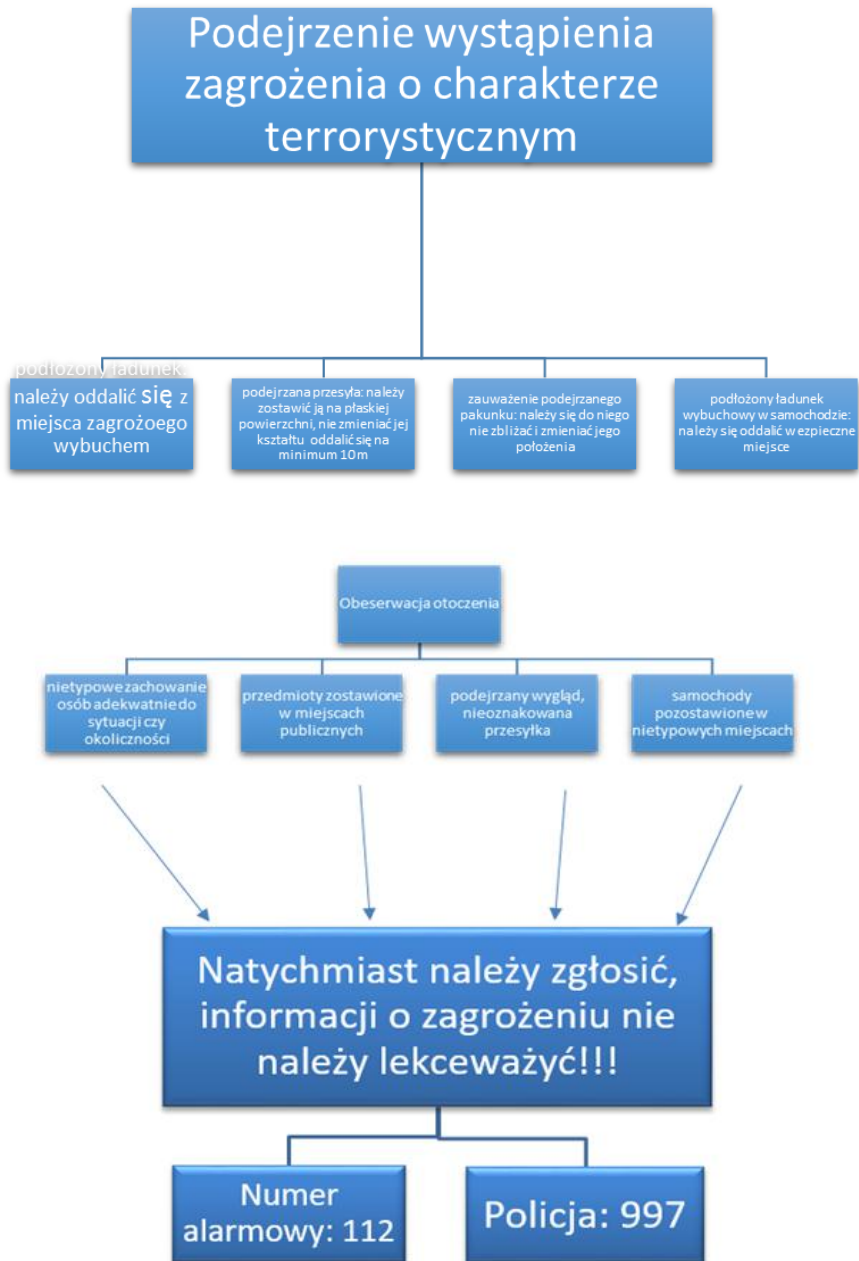 Podejrzenie wystąpienia
zagrożenia o charakterze
terrorystycznym
podłożony ładunek:
należy oddalić się z
miejsca zagrożoego
wybuchem
podejrzana przesyła: należy
zostawić ją na płaskiej
powierzchni, nie zmieniać jej
kształtu oddalić się na
minimum 10m
zauważenie podejrzanego
pakunku: należy się do niego
nie zbliżać i zmieniać jego
położenia
podłożony ładunek
wybuchowy w samochodzie:
należy się oddalić w ezpieczne
miejsce
Obeserwacja otoczenia
nietypowe zachowanie
osób adekwatnie do
sytuacji czy
okoliczności
przedmioty zostawione
w miejscach
publicznych
podejrzany wygląd,
nieoznakowana
przesyłka
samochody
pozostawione w
nietypowych miejscach
Natychmiast należy zgłosić,
informacji o zagrożeniu nie
należy lekceważyć!!!
Numer
alarmowy: 112
Policja: 997